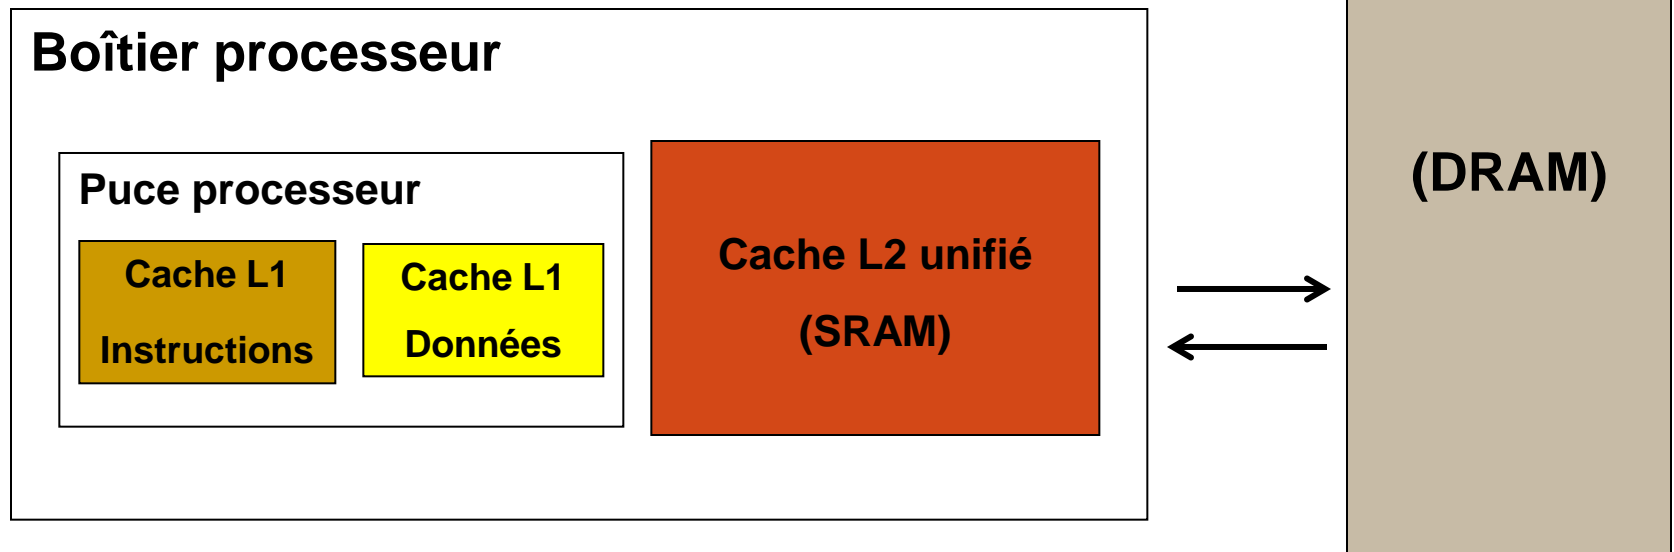 Boîtier processeur
Puce processeur
Cache L1
Instructions
Cache L1
Données
Cache L2 unifié
(SRAM)
(DRAM)